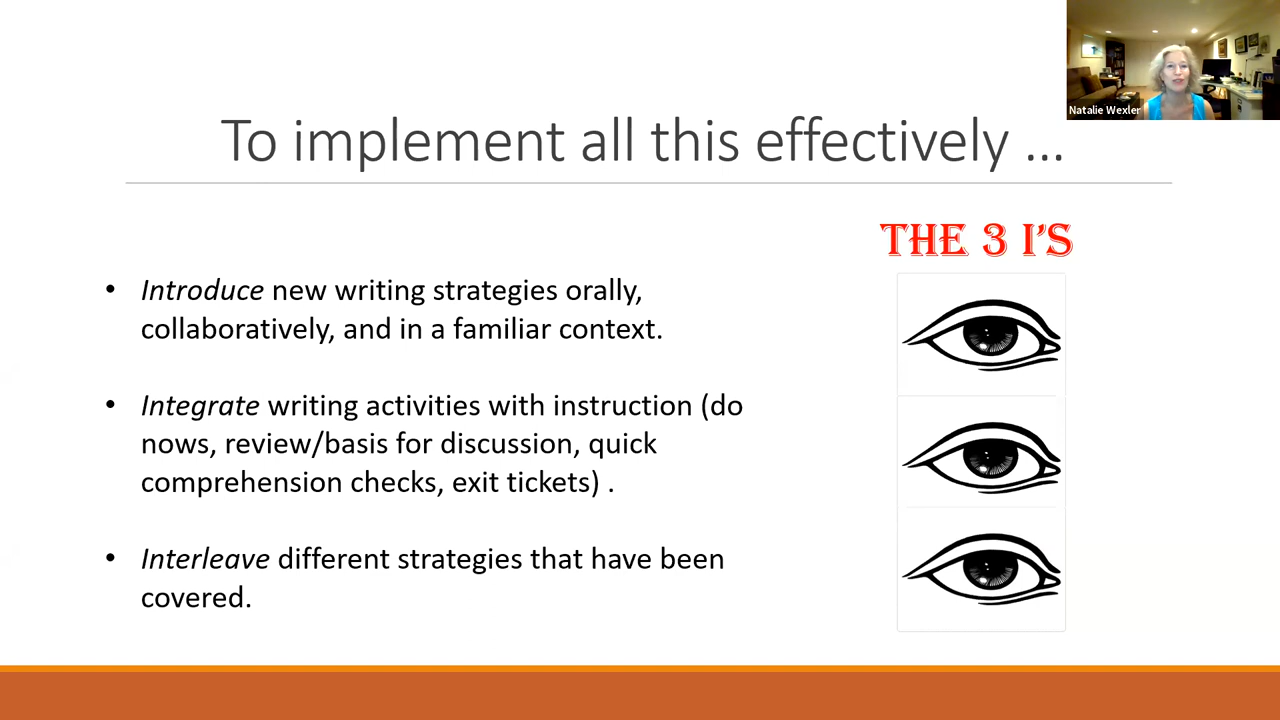 Natalie Wexler
To implement all this effectively ...
THE 3 I'S
• Introduce new writing strategies orally,
collaboratively, and in a familiar context.
• Integrate writing activities with instruction (do
nows, review/basis for discussion, quick
comprehension checks, exit tickets) .
• Interleave different strategies that have been
covered.